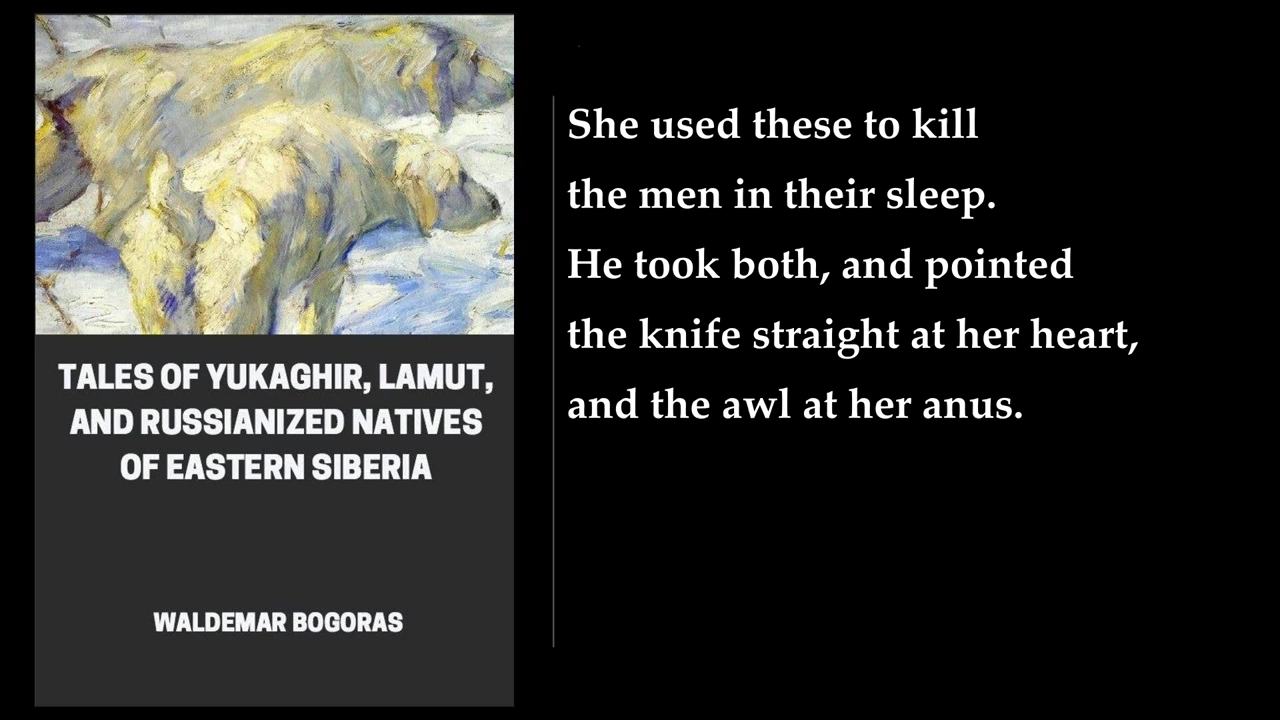 TALES OF YUKAGHIR, LAMUT,
AND RUSSIANIZED NATIVES
OF EASTERN SIBERIA
WALDEMAR BOGORAS
She used these to kill
the men in their sleep.
He took both, and pointed
the knife straight at her heart,
and the awl at her anus.